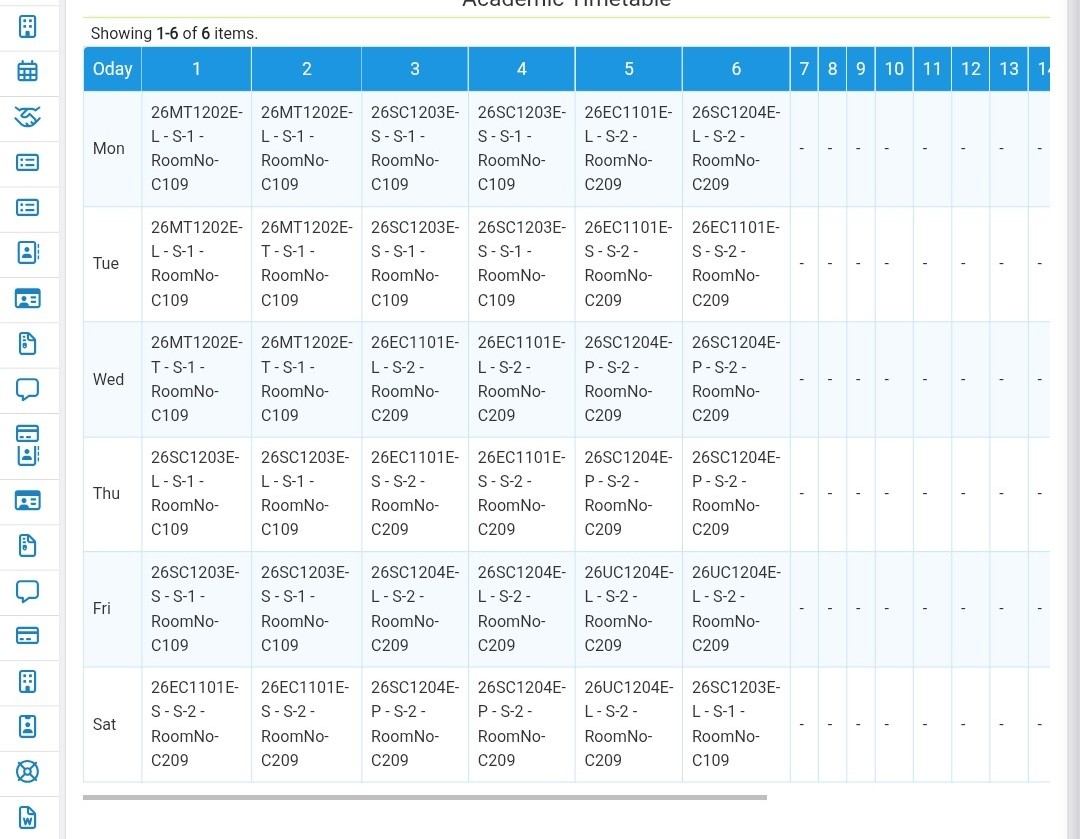 Academic Timetable
Showing 1-6 of 6 items.
Oday 1 2 3 4 5 6 7 8 9 10 11 12 13
26MT1202E- 26MT1202E- 26SC1203E- 26SC1203E- 26EC1101E- 26SC1204E-
L - S-1 - L - S-1 - S - S-1 - S - S-1 - L - S-2 - L - S-2 -
Mon - - - - - - - -
RoomNo- RoomNo- RoomNo- RoomNo- RoomNo- RoomNo-
C109 C109 C109 C109 C209 C209
26MT1202E- 26MT1202E- 26SC1203E- 26SC1203E- 26EC1101E- 26EC1101E-
L - S-1 - T - S-1 - S - S-1 - S - S-1 - S - S-2 - S - S-2 -
Tue - - - - - - - -
RoomNo- RoomNo- RoomNo- RoomNo- RoomNo- RoomNo-
C109 C109 C109 C109 C209 C209
26MT1202E- 26MT1202E- 26EC1101E- 26EC1101E- 26SC1204E- 26SC1204E-
T - S-1 - T - S-1 - L - S-2 - L - S-2 - P - S-2 - P - S-2 -
Wed - - - - - - - -
RoomNo- RoomNo- RoomNo- RoomNo- RoomNo- RoomNo-
C109 C109 C209 C209 C209 C209
26SC1203E- 26SC1203E- 26EC1101E- 26EC1101E- 26SC1204E- 26SC1204E-
L - S-1 - L - S-1 - S - S-2 - S - S-2 - P - S-2 - P - S-2 -
Thu - - - - - - - -
RoomNo- RoomNo- RoomNo- RoomNo- RoomNo- RoomNo-
C109 C109 C209 C209 C209 C209
26SC1203E- 26SC1203E- 26SC1204E- 26SC1204E- 26UC1204E- 26UC1204E-
S - S-1 - S - S-1 - L - S-2 - L - S-2 - L - S-2 - L - S-2 -
Fri - - - - - - - -
RoomNo- RoomNo- RoomNo- RoomNo- RoomNo- RoomNo-
C109 C109 C209 C209 C209 C209
26EC1101E- 26EC1101E- 26SC1204E- 26SC1204E- 26UC1204E- 26SC1203E-
S - S-2 - S - S-2 - P - S-2 - P - S-2 - L - S-2 - L - S-1 -
Sat - - - - - - - -
RoomNo- RoomNo- RoomNo- RoomNo- RoomNo- RoomNo-
C209 C209 C209 C209 C209 C109